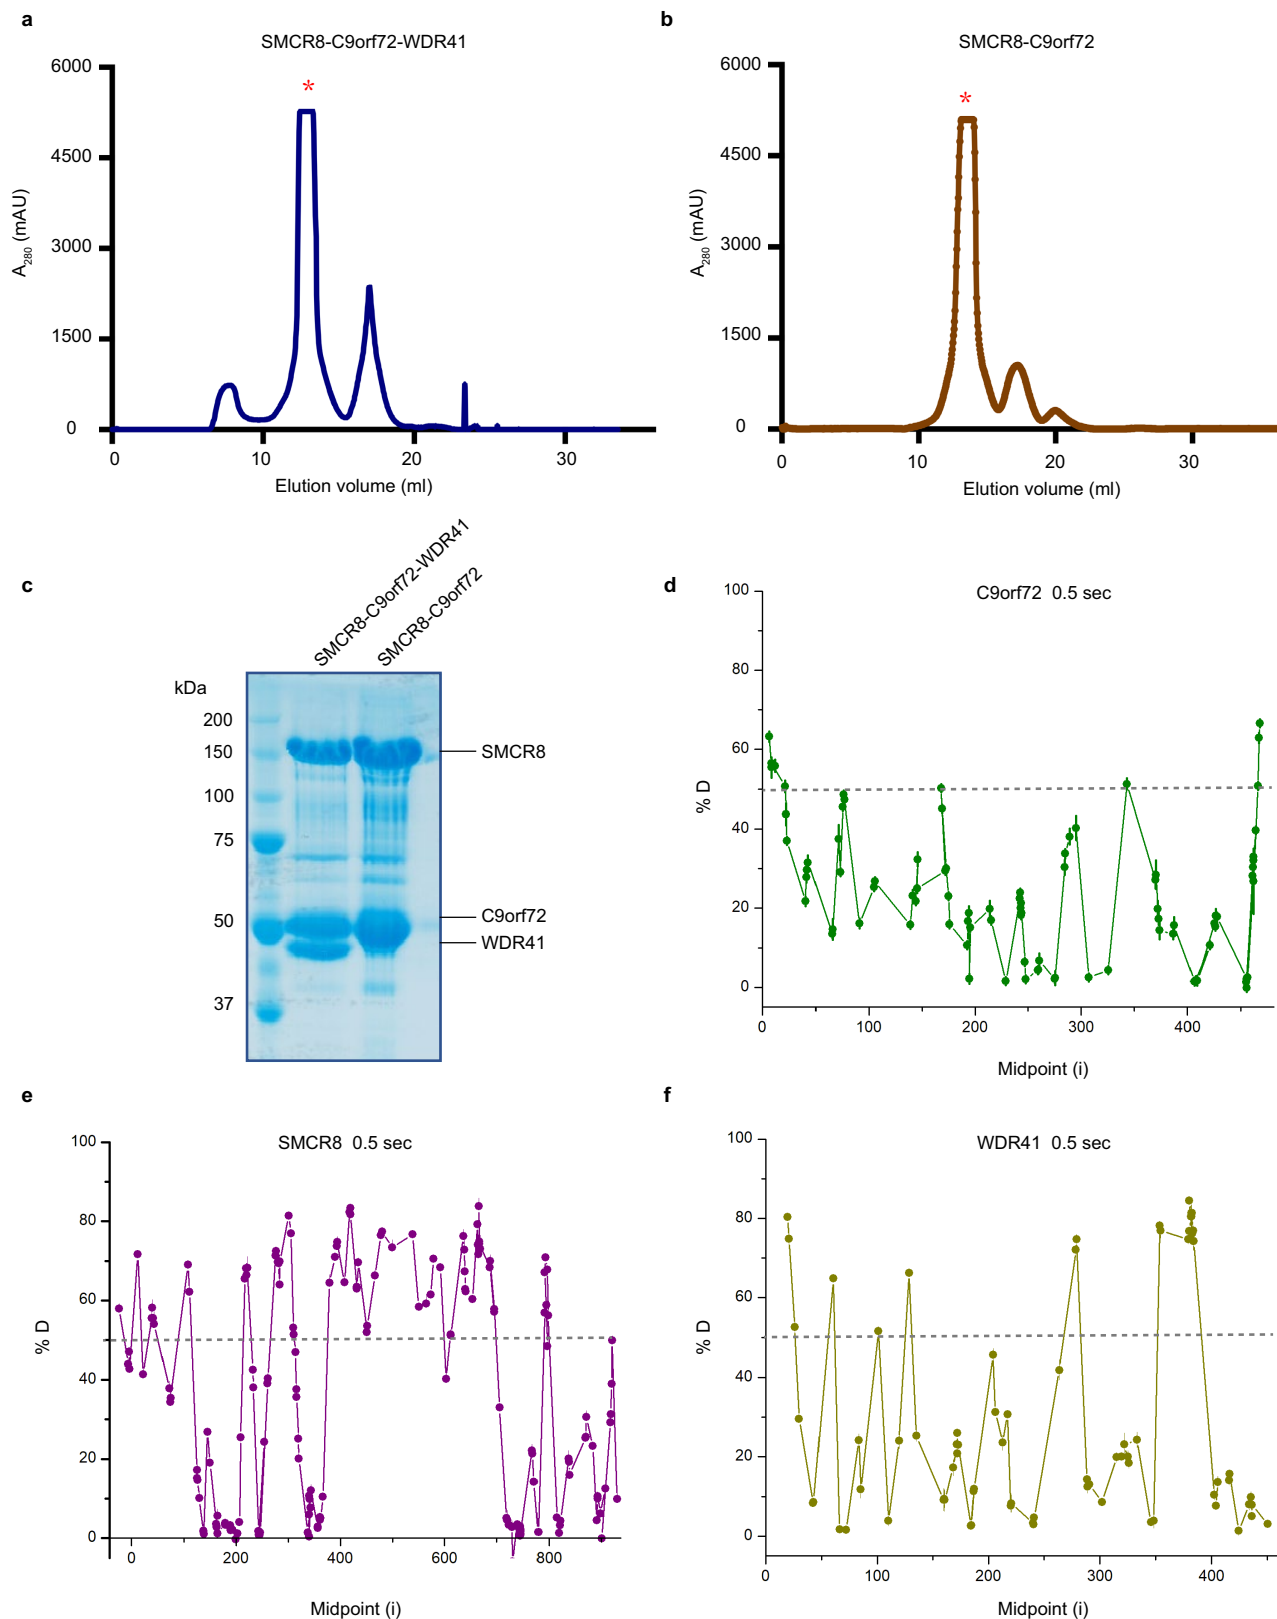 a
SMCR8-C9orf72-WDR41
*
6000
4500
3000
1500
0
A280 (mAU)
0 10 20 30
Elution volume (ml)
b
SMCR8-C9orf72
*
6000
4500
3000
1500
0
A280 (mAU)
0 10 20 30
Elution volume (ml)
c
SMCR8-C9orf72-WDR41
SMCR8-C9orf72
kDa
200
150
100
75
50
37
SMCR8
C9orf72
WDR41
d
C9orf72 0.5 sec
100
80
60
40
20
0
% D
0 100 200 300 400
Midpoint (i)
e
SMCR8 0.5 sec
100
80
60
40
20
0
% D
0 200 400 600 800
Midpoint (i)
f
WDR41 0.5 sec
100
80
60
40
20
0
% D
0 100 200 300 400
Midpoint (i)